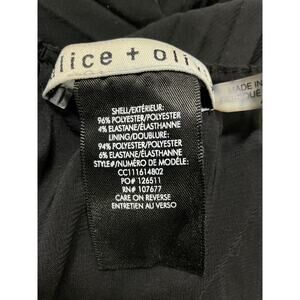 alice + oli
MADE IN
SHELL/EXTÉRIEUR:
96% POLYESTER/POLYESTER
4% ELASTANE/ÉLASTHANNE
LINING/DOUBLURE:
94% POLYESTER/POLYESTER
6% ELASTANE/ÉLASTHANNE
STYLE#/NUMÉRO DE MODÈLE:
CC111614802
PO# 126511
RN# 107677
CARE ON REVERSE
ENTRETIEN AU VERSO